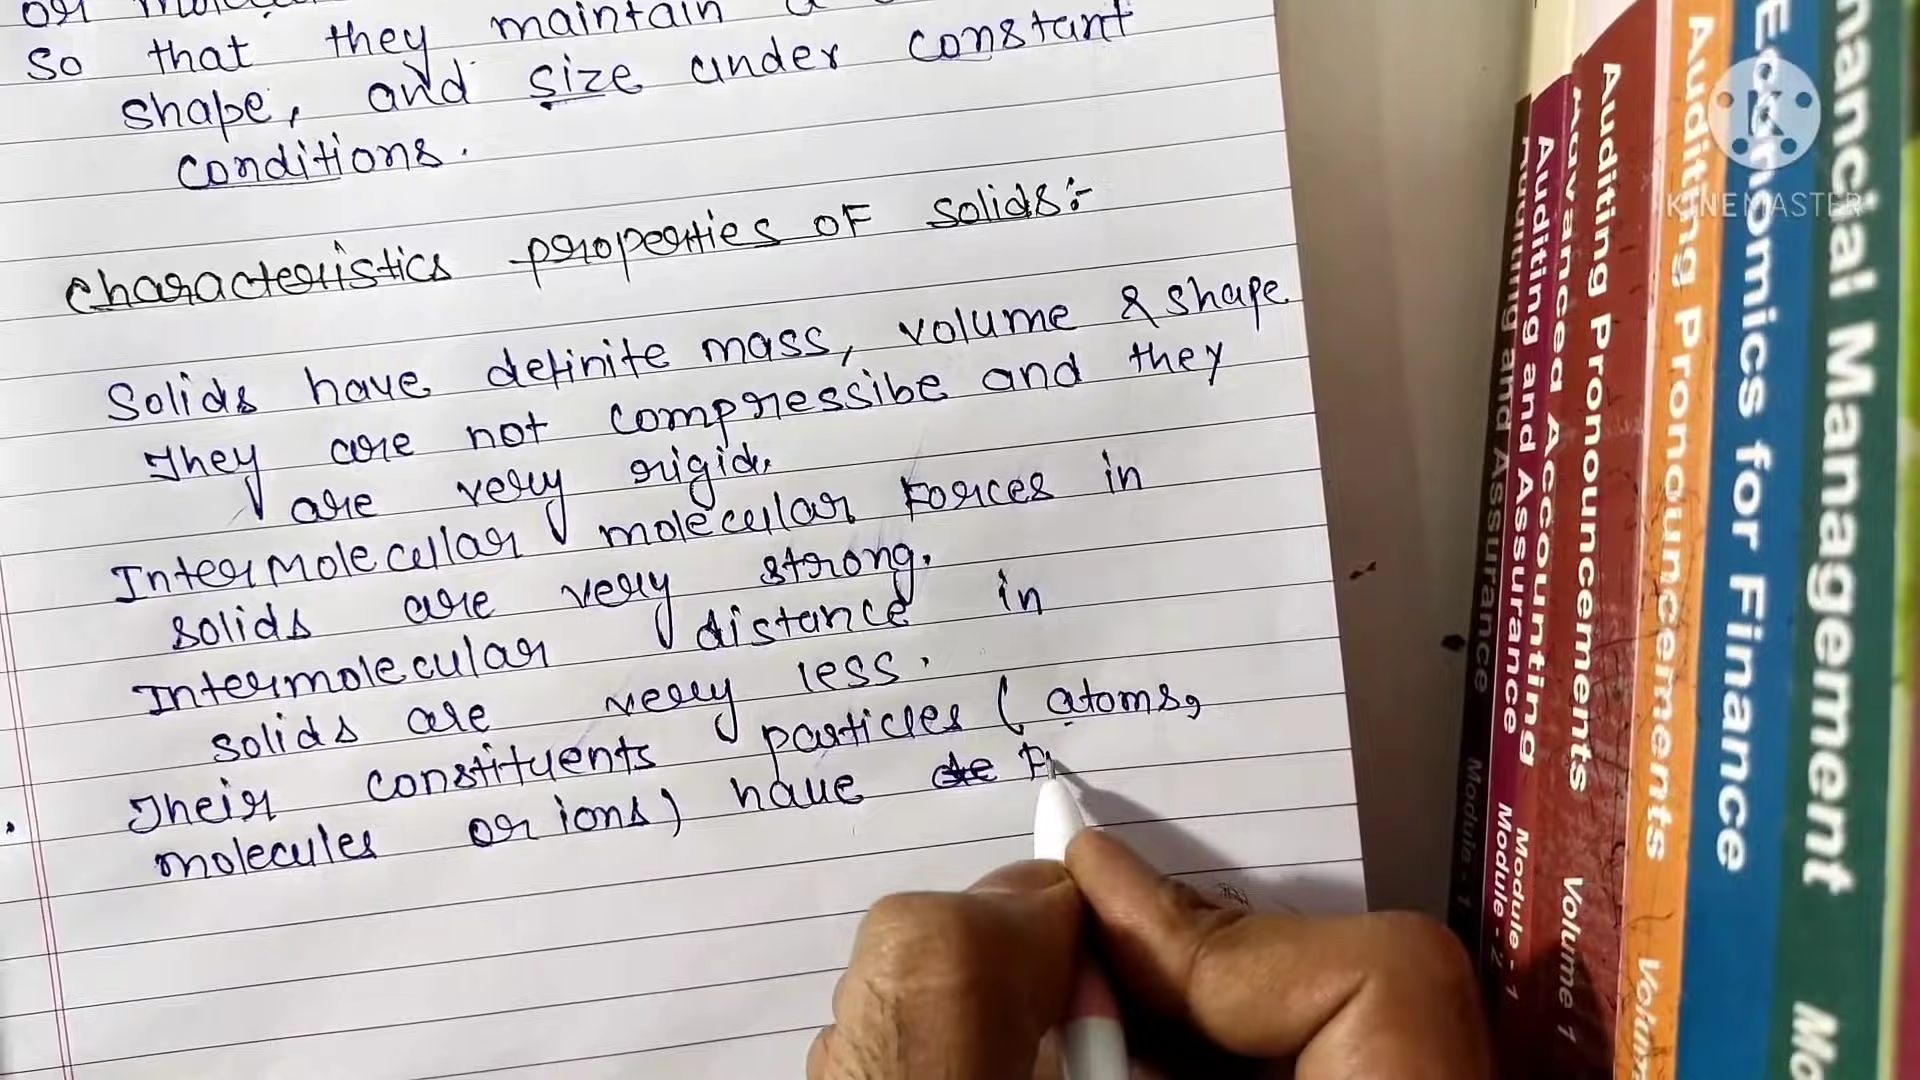 So that they maintain a
shape, and size under constant
conditions.
characteristics properties of solids:-
Solids have definite mass, volume & shape
They are not compressibe and they
are very rigid.
Intermolecular molecular Forces in
solids are very strong.
Intermolecular distance in
solids are very less.
Their constituents particles ( atoms,
molecules or ions) have
Auditing and Assurance Module - 1
Auditing and Assurance Module - 2
Advanced Accounting Module - 1
Auditing Pronouncements Volume 1
Auditing Pronouncements Volum
Economics for Finance
nancial Management Mo
KINEMASTER